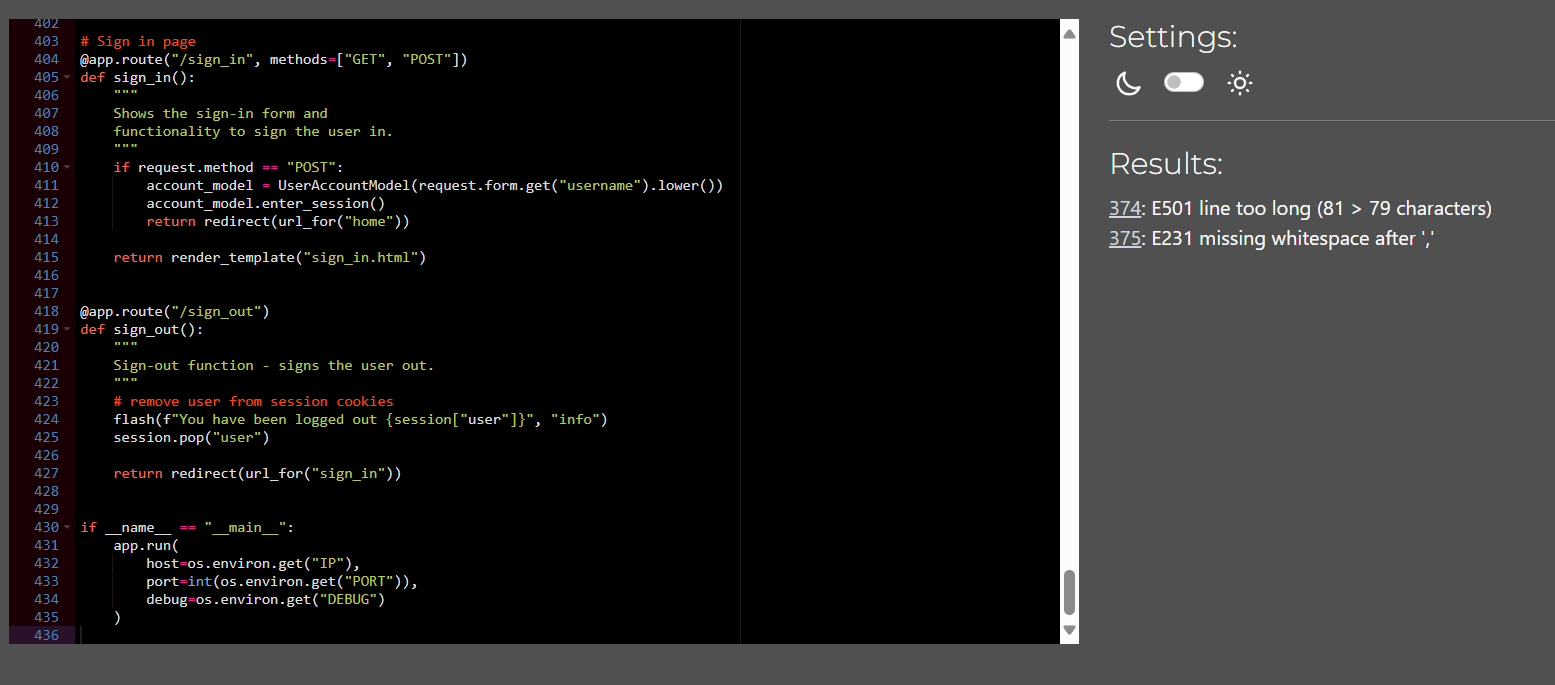 402
403 # Sign in page
404 @app.route("/sign_in", methods=["GET", "POST"])
405 def sign_in():
406     """
407     Shows the sign-in form and
408     functionality to sign the user in.
409     """
410     if request.method == "POST":
411         account_model = UserAccountModel(request.form.get("username").lower())
412         account_model.enter_session()
413         return redirect(url_for("home"))
414
415     return render_template("sign_in.html")
416
417
418 @app.route("/sign_out")
419 def sign_out():
420     """
421     Sign-out function - signs the user out.
422     """
423     # remove user from session cookies
424     flash(f"You have been logged out {session["user"]}", "info")
425     session.pop("user")
426
427     return redirect(url_for("sign_in"))
428
429
430 if __name__ == "__main__":
431     app.run(
432         host=os.environ.get("IP"),
433         port=int(os.environ.get("PORT")),
434         debug=os.environ.get("DEBUG")
435     )
436
Settings:
Results:
374: E501 line too long (81 > 79 characters)
375: E231 missing whitespace after ','